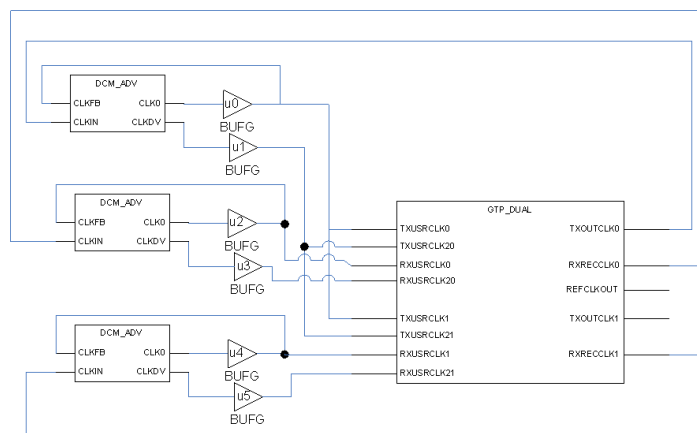 DCM_ADV
CLKFB CLK0
CLKIN CLKDV
u0
BUFG
u1
BUFG
DCM_ADV
CLKFB CLK0
CLKIN CLKDV
u2
BUFG
u3
BUFG
DCM_ADV
CLKFB CLK0
CLKIN CLKDV
u4
BUFG
u5
BUFG
GTP_DUAL
TXUSRCLK0 TXOUTCLK0
TXUSRCLK20
RXUSRCLK0 RXRECCLK0
RXUSRCLK20
REFCLKOUT
TXUSRCLK1 TXOUTCLK1
TXUSRCLK21
RXUSRCLK1 RXRECCLK1
RXUSRCLK21